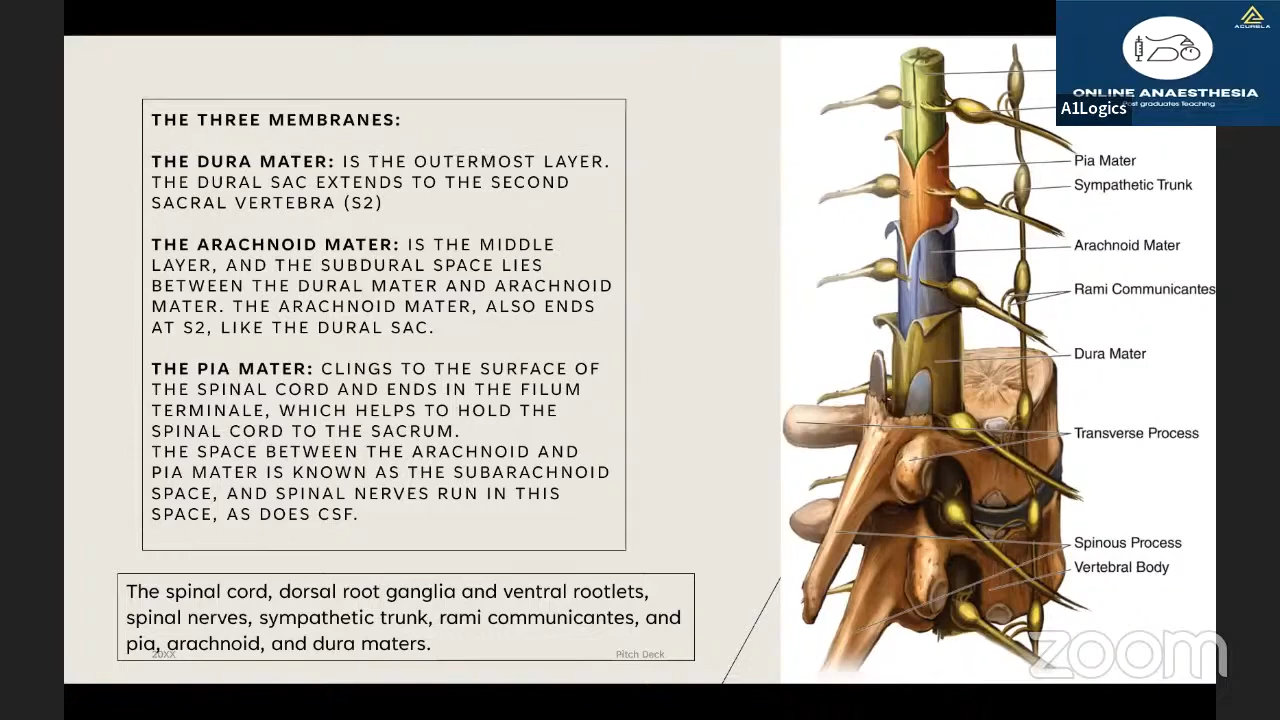 THE THREE MEMBRANES:
THE DURA MATER: IS THE OUTERMOST LAYER.
THE DURAL SAC EXTENDS TO THE SECOND
SACRAL VERTEBRA (S2)
THE ARACHNOID MATER: IS THE MIDDLE
LAYER, AND THE SUBDURAL SPACE LIES
BETWEEN THE DURAL MATER AND ARACHNOID
MATER. THE ARACHNOID MATER, ALSO ENDS
AT S2, LIKE THE DURAL SAC.
THE PIA MATER: CLINGS TO THE SURFACE OF
THE SPINAL CORD AND ENDS IN THE FILUM
TERMINALE, WHICH HELPS TO HOLD THE
SPINAL CORD TO THE SACRUM.
THE SPACE BETWEEN THE ARACHNOID AND
PIA MATER IS KNOWN AS THE SUBARACHNOID
SPACE, AND SPINAL NERVES RUN IN THIS
SPACE, AS DOES CSF.
The spinal cord, dorsal root ganglia and ventral rootlets,
spinal nerves, sympathetic trunk, rami communicantes, and
pia, arachnoid, and dura maters.
20XX
Pitch Deck
ACURELA
ONLINE ANAESTHESIA
Post graduates Teaching
A1Logics
Pia Mater
Sympathetic Trunk
Arachnoid Mater
Rami Communicantes
Dura Mater
Transverse Process
Spinous Process
Vertebral Body
zoom